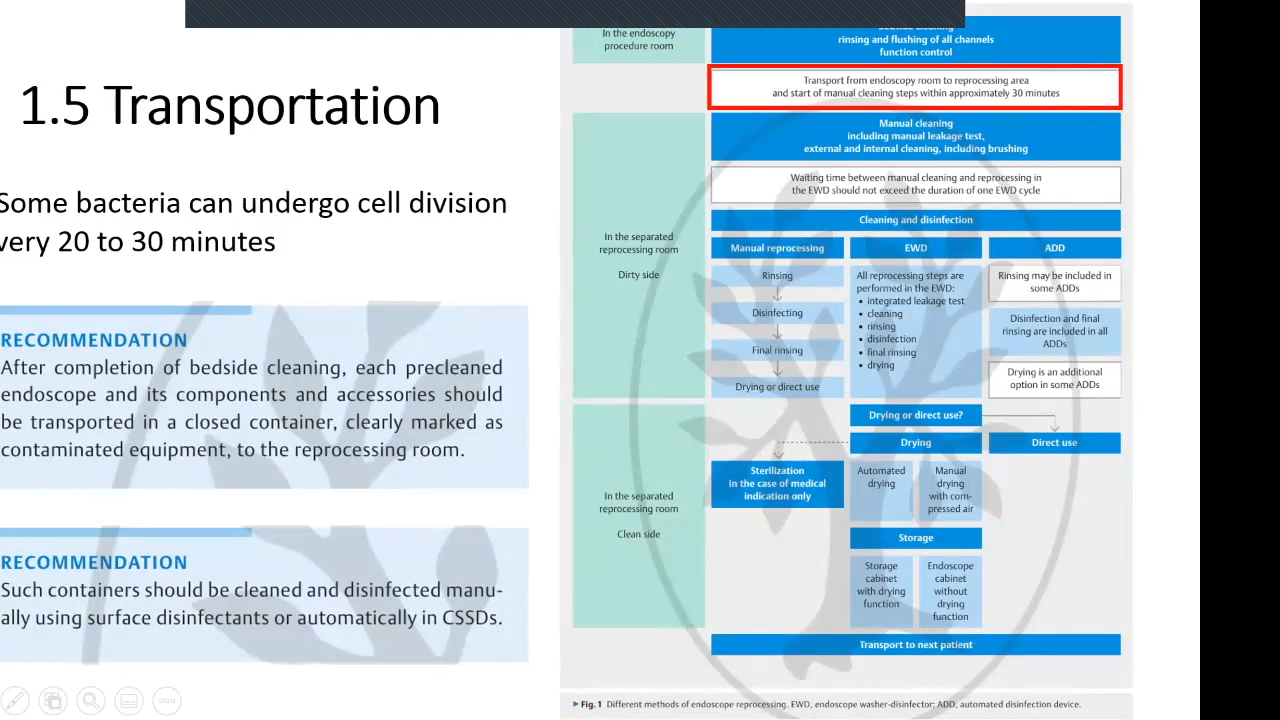 1.5 Transportation
Some bacteria can undergo cell division
very 20 to 30 minutes
RECOMMENDATION
After completion of bedside cleaning, each precleaned
endoscope and its components and accessories should
be transported in a closed container, clearly marked as
contaminated equipment, to the reprocessing room.
RECOMMENDATION
Such containers should be cleaned and disinfected manu-
ally using surface disinfectants or automatically in CSSDs.
In the endoscopy
procedure room
rinsing and flushing of all channels
function control
Transport from endoscopy room to reprocessing area
and start of manual cleaning steps within approximately 30 minutes
In the separated
reprocessing room
Dirty side
Manual cleaning
including manual leakage test,
external and internal cleaning, including brushing
Waiting time between manual cleaning and reprocessing in
the EWD should not exceed the duration of one EWD cycle
Cleaning and disinfection
Manual reprocessing
Rinsing
Disinfecting
Final rinsing
Drying or direct use
EWD
All reprocessing steps are
performed in the EWD:
▪ integrated leakage test
▪ cleaning
▪ rinsing
▪ disinfection
▪ final rinsing
▪ drying
ADD
Rinsing may be included in
some ADDs
Disinfection and final
rinsing are included in all
ADDs
Drying is an additional
option in some ADDs
In the separated
reprocessing room
Clean side
Drying or direct use?
Drying
Direct use
Sterilization
in the case of medical
indication only
Automated
drying
Manual
drying
with com-
pressed air
Storage
Storage
cabinet
with drying
function
Endoscope
cabinet
without
drying
function
Transport to next patient
▶ Fig. 1 Different methods of endoscope reprocessing. EWD, endoscope washer-disinfector; ADD, automated disinfection device.